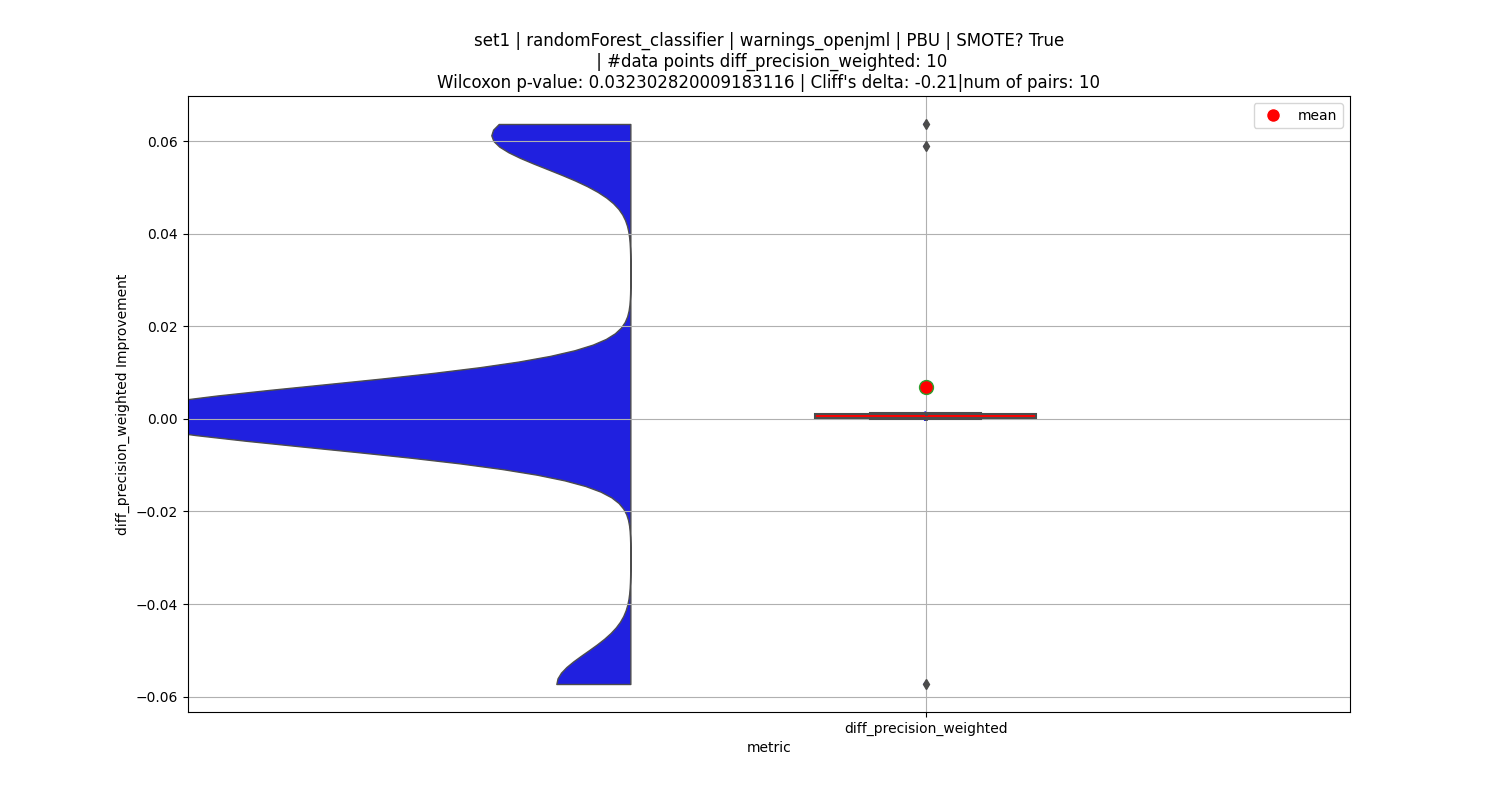 set1 | randomForest_classifier | warnings_openjml | PBU | SMOTE? True
| #data points diff_precision_weighted: 10
Wilcoxon p-value: 0.032302820009183116 | Cliff's delta: -0.21|num of pairs: 10
mean
0.06
0.04
0.02
0.00
−0.02
−0.04
−0.06
diff_precision_weighted Improvement
diff_precision_weighted
metric